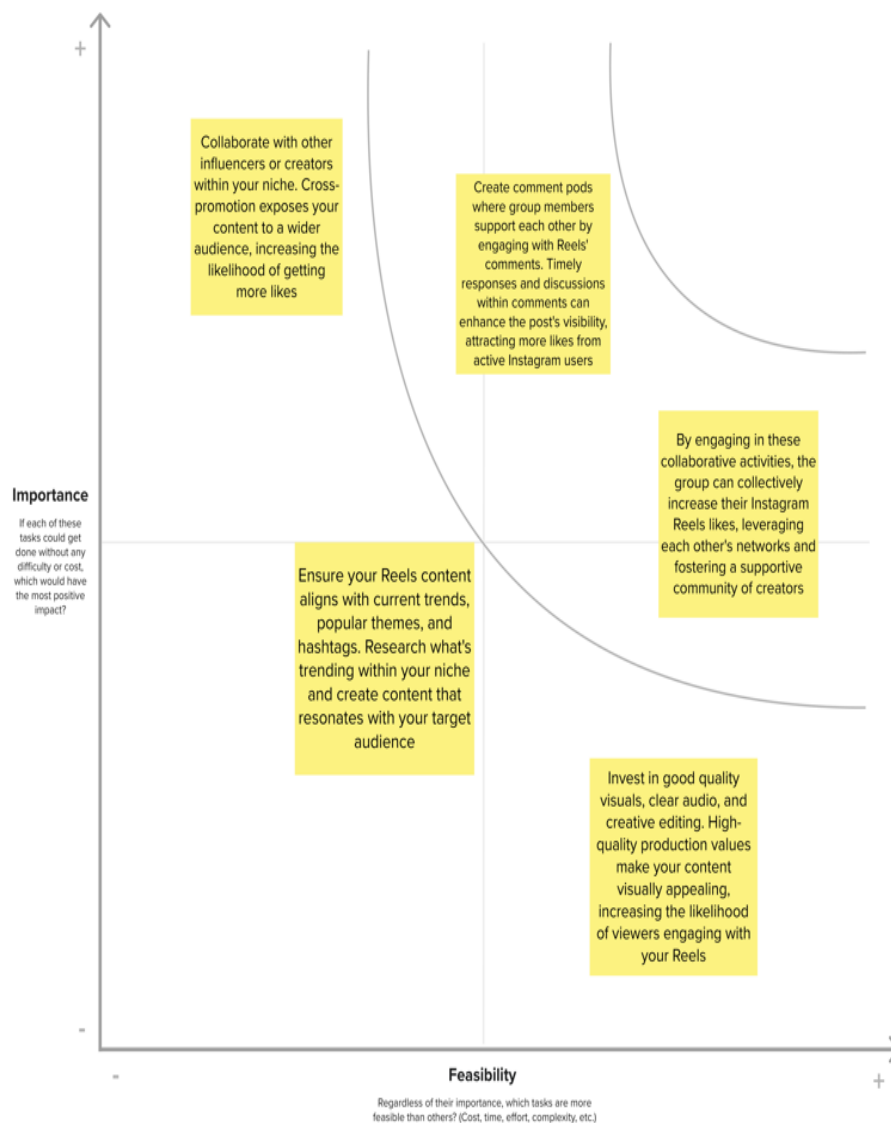 +
Collaborate with other
influencers or creators
within your niche. Cross-
promotion exposes your
content to a wider
audience, increasing the
likelihood of getting
more likes
Create comment pods
where group members
support each other by
engaging with Reels'
comments. Timely
responses and discussions
within comments can
enhance the post's visibility,
attracting more likes from
active Instagram users
By engaging in these
collaborative activities, the
group can collectively
increase their Instagram
Reels likes, leveraging
each other's networks and
fostering a supportive
community of creators
Importance
If each of these
tasks could get
done without any
difficulty or cost,
which would have
the most positive
impact?
Ensure your Reels content
aligns with current trends,
popular themes, and
hashtags. Research what's
trending within your niche
and create content that
resonates with your target
audience
Invest in good quality
visuals, clear audio, and
creative editing. High-
quality production values
make your content
visually appealing,
increasing the likelihood
of viewers engaging with
your Reels
-
-
Feasibility
+
Regardless of their importance, which tasks are more
feasible than others? (Cost, time, effort, complexity, etc.)